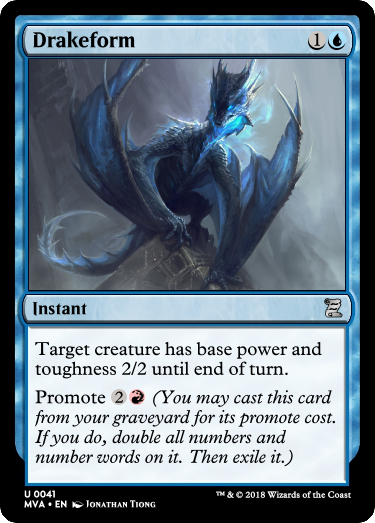 Drakeform 1
Instant
Target creature has base power and
toughness 2/2 until end of turn.
Promote 2 (You may cast this card
from your graveyard for its promote cost.
If you do, double all numbers and
number words on it. Then exile it.)
U 0041
MVA • EN Jonathan Tiong
™ & © 2018 Wizards of the Coast